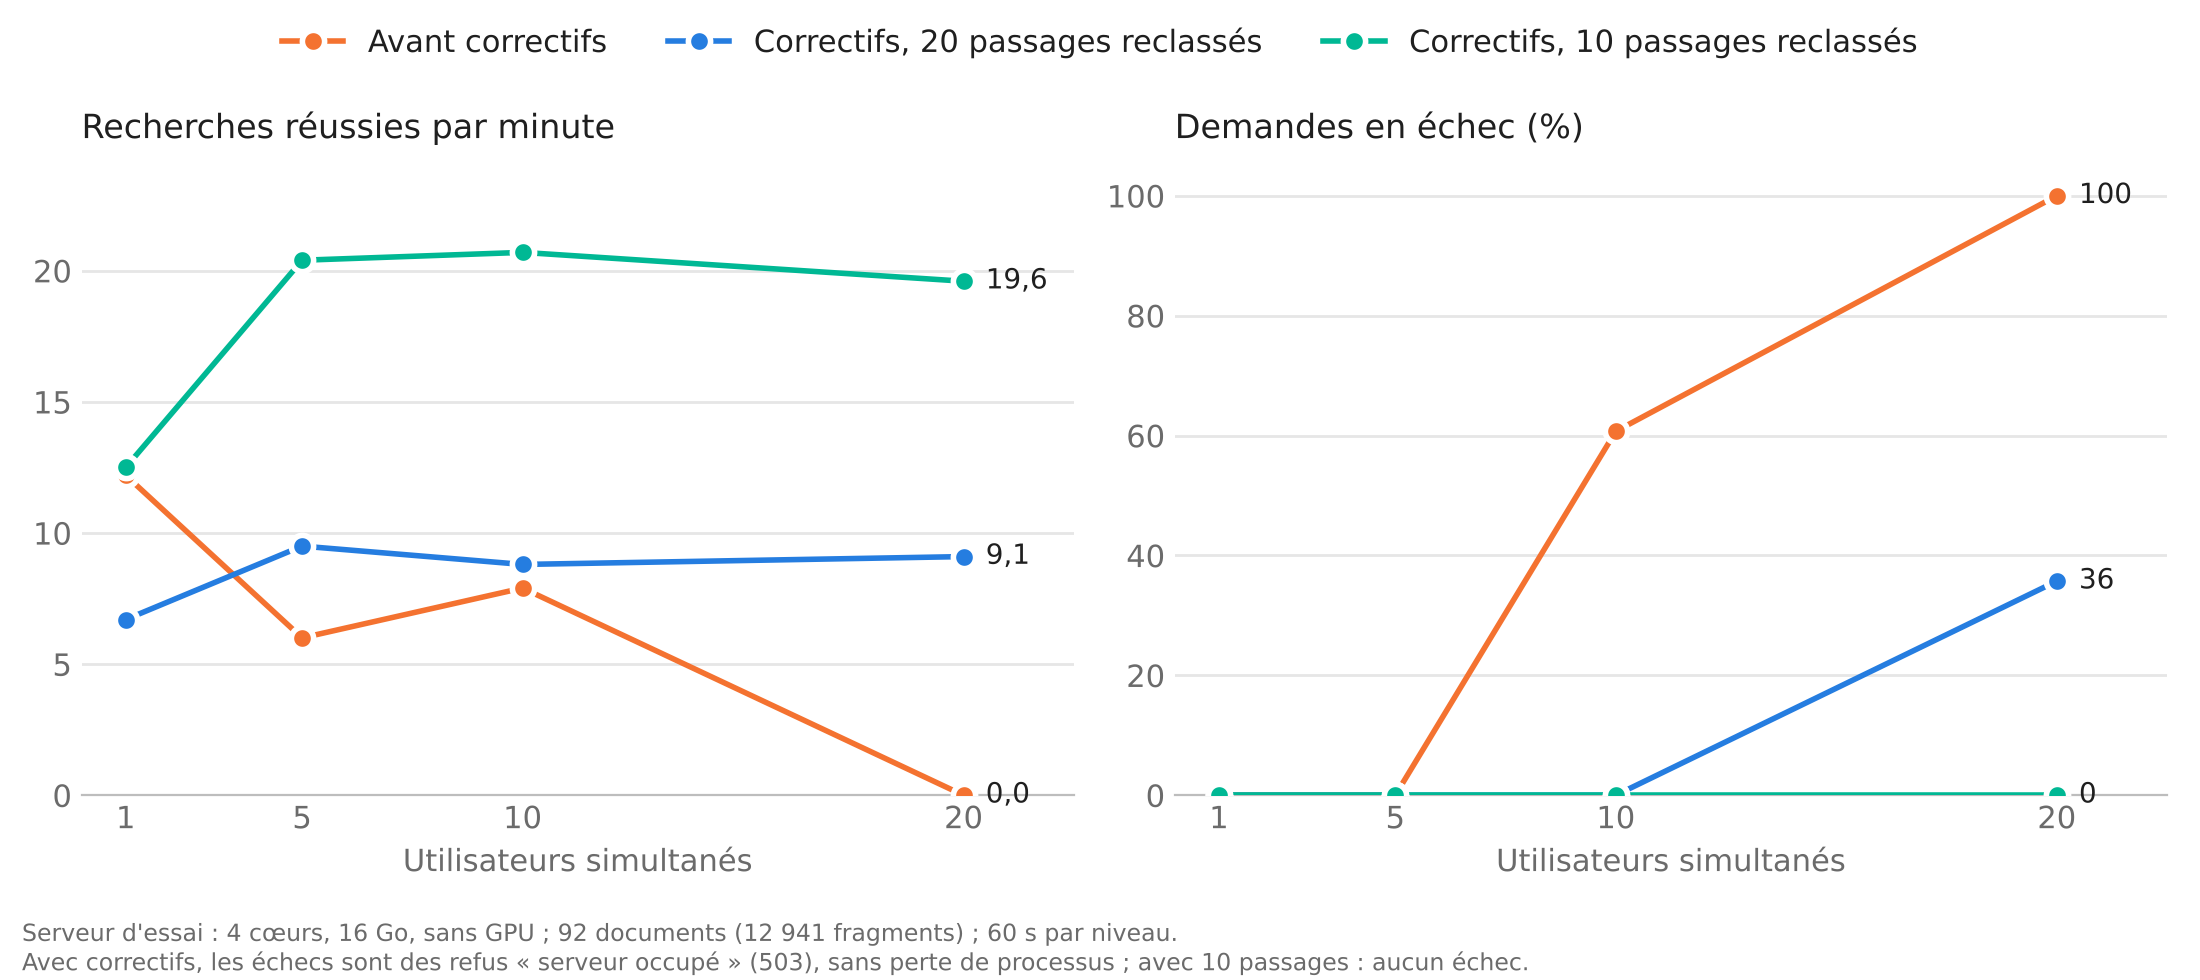 Avant correctifs
Correctifs, 20 passages reclassés
Correctifs, 10 passages reclassés
Recherches réussies par minute
20
15
10
5
0
19,6
9,1
0,0
1
5
10
20
Utilisateurs simultanés
Demandes en échec (%)
100
80
60
40
20
0
100
36
0
1
5
10
20
Utilisateurs simultanés
Serveur d'essai : 4 cœurs, 16 Go, sans GPU ; 92 documents (12 941 fragments) ; 60 s par niveau.
Avec correctifs, les échecs sont des refus « serveur occupé » (503), sans perte de processus ; avec 10 passages : aucun échec.